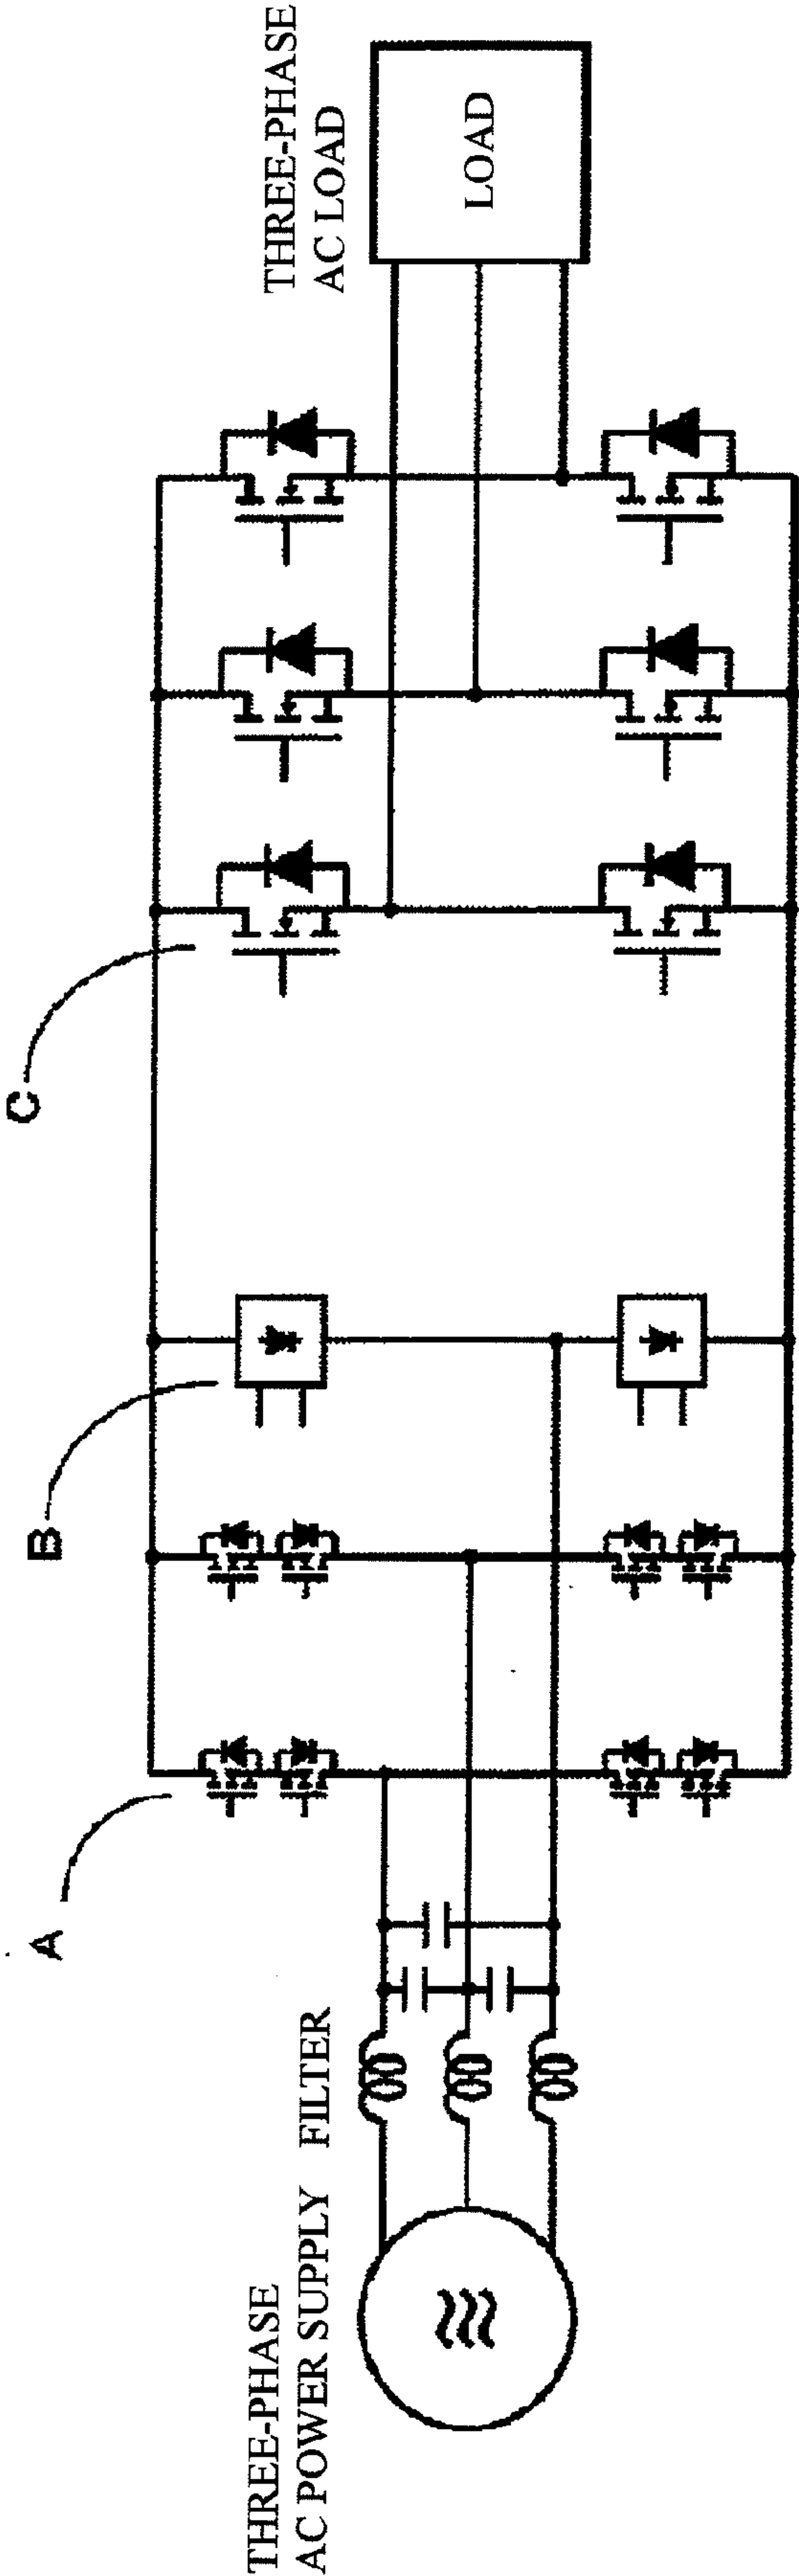 THREE-PHASE
AC POWER SUPPLY
FILTER
A
B
C
THREE-PHASE
AC LOAD
LOAD